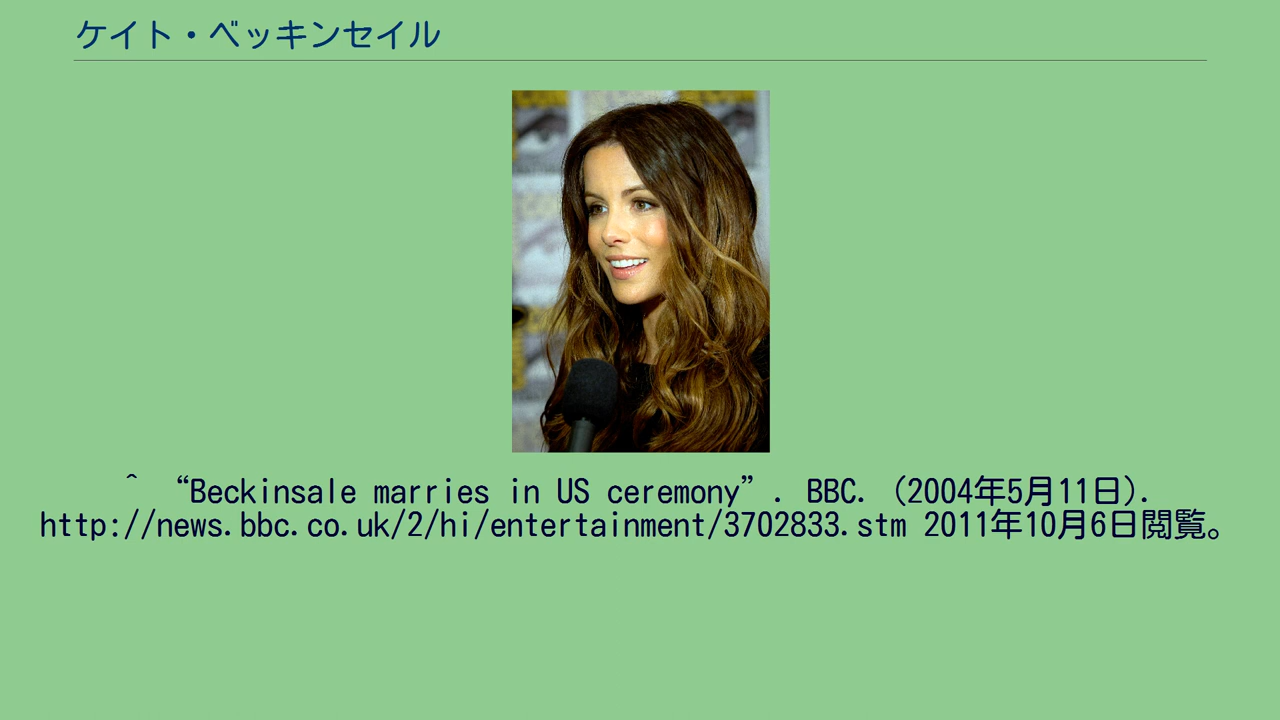 ケイト・ベッキンセイル
^ “Beckinsale marries in US ceremony”. BBC. (2004年5月11日).
http://news.bbc.co.uk/2/hi/entertainment/3702833.stm 2011年10月6日閲覧。